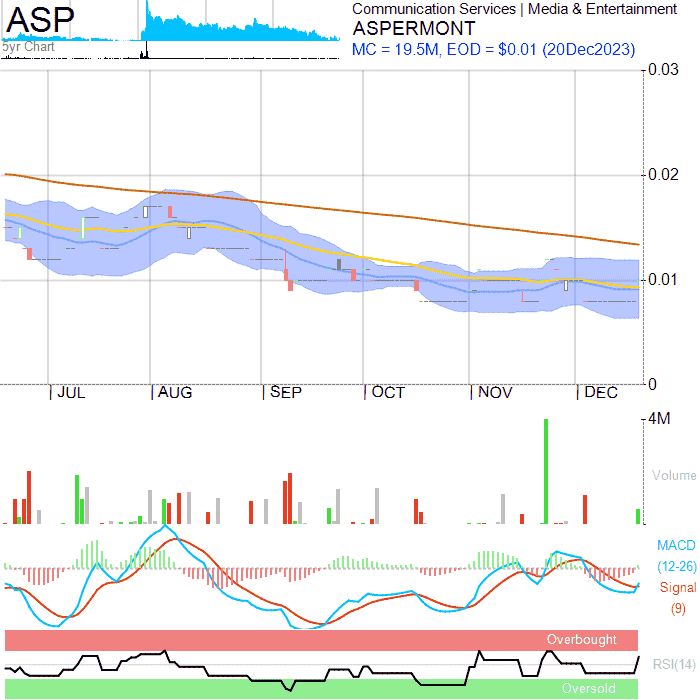 ASP
5yr Chart
Communication Services | Media & Entertainment
ASPERMONT
MC = 19.5M, EOD = $0.01 (20Dec2023)
0.03
0.02
0.01
0
JUL AUG SEP OCT NOV DEC
4M
Volume
MACD
(12-26)
Signal
(9)
Overbought
RSI(14)
Oversold